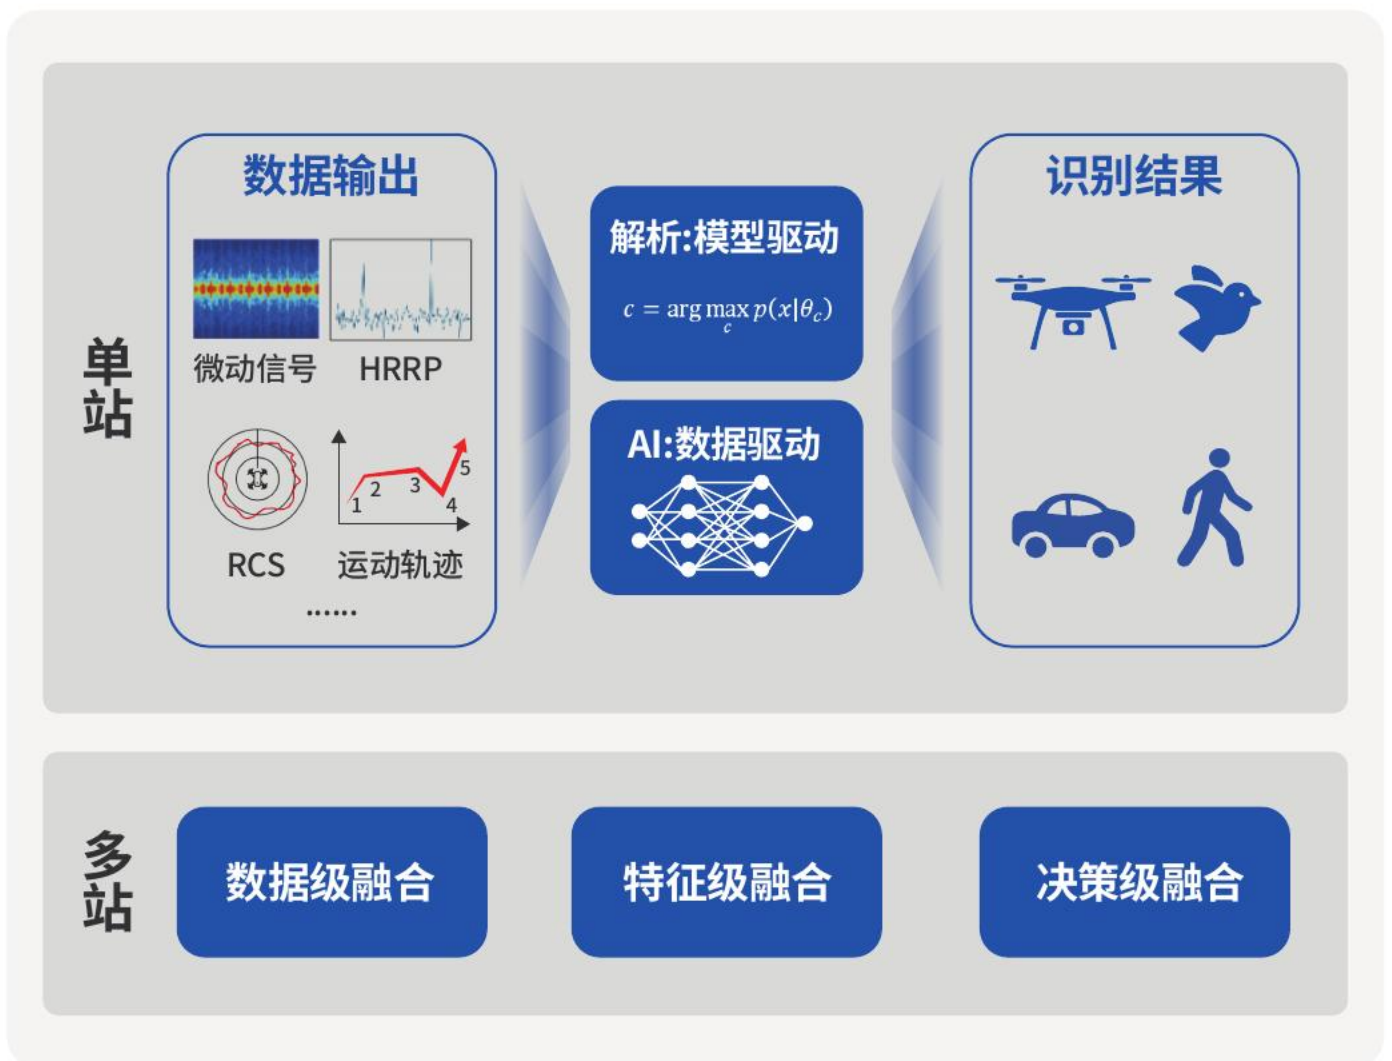 单站
数据输出
微动信号
HRRP
RCS
1
2
3
4
5
运动轨迹
……
解析:模型驱动
c = arg max p(x|θc)
c
AI:数据驱动
识别结果
多站
数据级融合
特征级融合
决策级融合